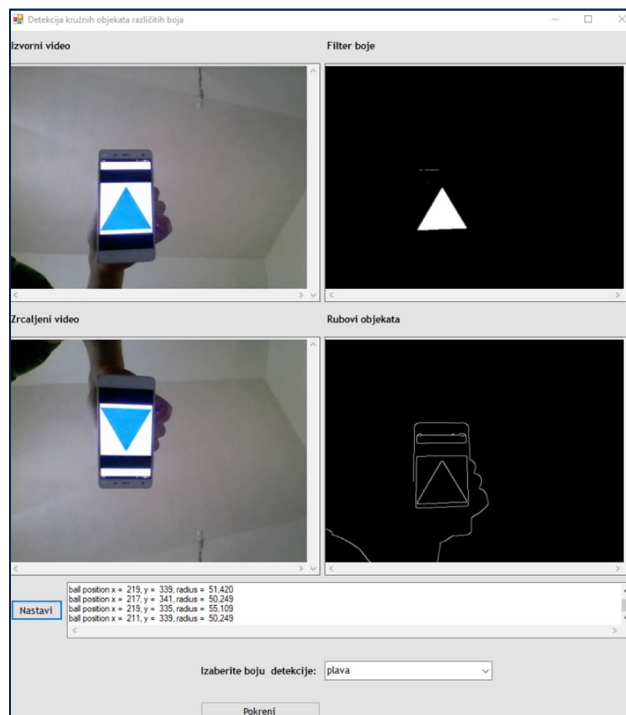 Detekcija kružnih objekata različitih boja
Izvorni video
Filter boje
Zrcaljeni video
Rubovi objekata
Nastavi
ball position x = 219, y = 339, radius = 51,420
ball position x = 217, y = 341, radius = 50,249
ball position x = 219, y = 335, radius = 55,109
ball position x = 211, y = 339, radius = 50,249
Izaberite boju detekcije:
plava
Pokreni